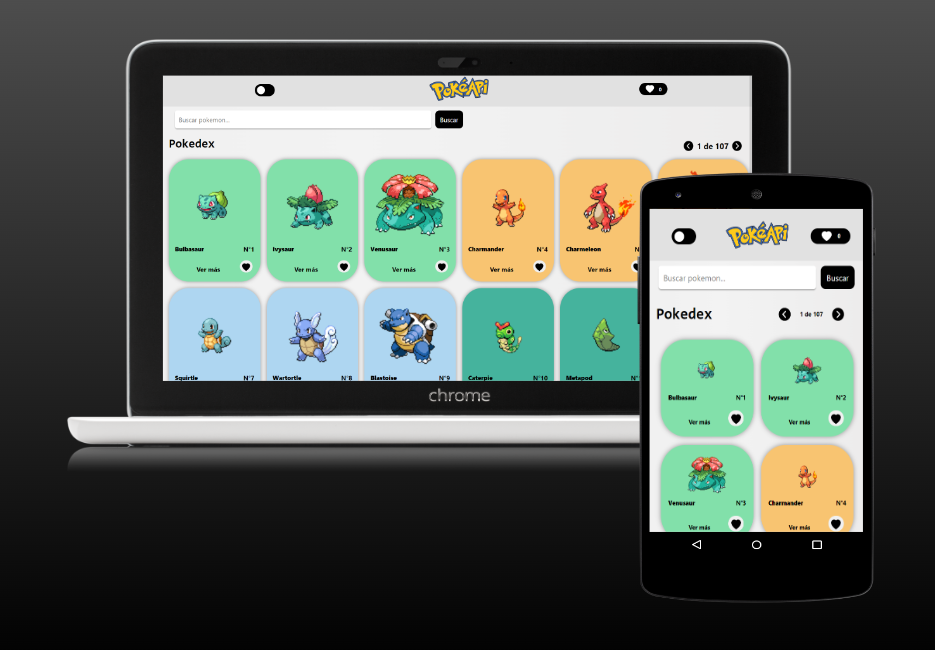 PokéApi
0
Buscar pokemon...
Buscar
Pokedex
1 de 107
Bulbasaur N°1
Ver más
Ivysaur N°2
Ver más
Venusaur N°3
Ver más
Charmander N°4
Ver más
Charmeleon
Ver más
Squirtle N°7
Wartortle N°8
Blastoise N°9
Caterpie N°10
Metapod
chrome
PokéApi
0
Buscar pokemon...
Buscar
Pokedex
1 de 107
Bulbasaur N°1
Ver más
Ivysaur N°2
Ver más
Venusaur N°3
Ver más
Charmander N°4
Ver más